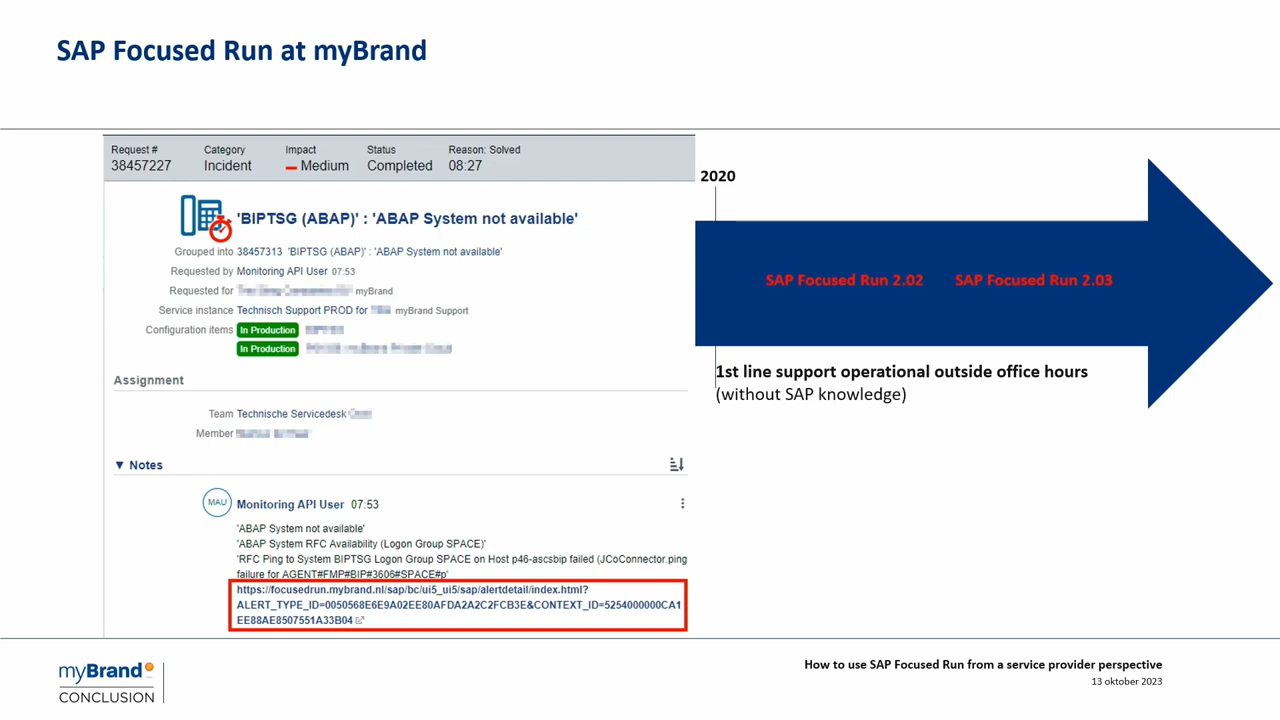 SAP Focused Run at myBrand
Request # Category Impact Status Reason: Solved
38457227 Incident Medium Completed 08:27
'BIPTSG (ABAP)' : 'ABAP System not available'
Grouped into 38457313 'BIPTSG (ABAP)' : 'ABAP System not available'
Requested by Monitoring API User 07:53
Requested for myBrand
Service instance Technisch Support PROD for myBrand Support
Configuration items In Production
In Production
Assignment
Team Technische Servicedesk
Member
▼ Notes
MAU Monitoring API User 07:53
'ABAP System not available'
'ABAP System RFC Availability (Logon Group SPACE)'
'RFC Ping to System BIPTSG Logon Group SPACE on Host p46-ascsbip failed (JCoConnector.ping
failure for AGENT#FMP#BIP#3606#SPACE#p'
https://focusedrun.mybrand.nl/sap/bc/ui5_ui5/sap/alertdetail/index.html?
ALERT_TYPE_ID=0050568E6E9A02EE80AFDA2A2C2FCB3E&CONTEXT_ID=5254000000CA1
EE88AE8507551A33B04
2020
SAP Focused Run 2.02 SAP Focused Run 2.03
1st line support operational outside office hours
(without SAP knowledge)
myBrand
CONCLUSION
How to use SAP Focused Run from a service provider perspective
13 oktober 2023